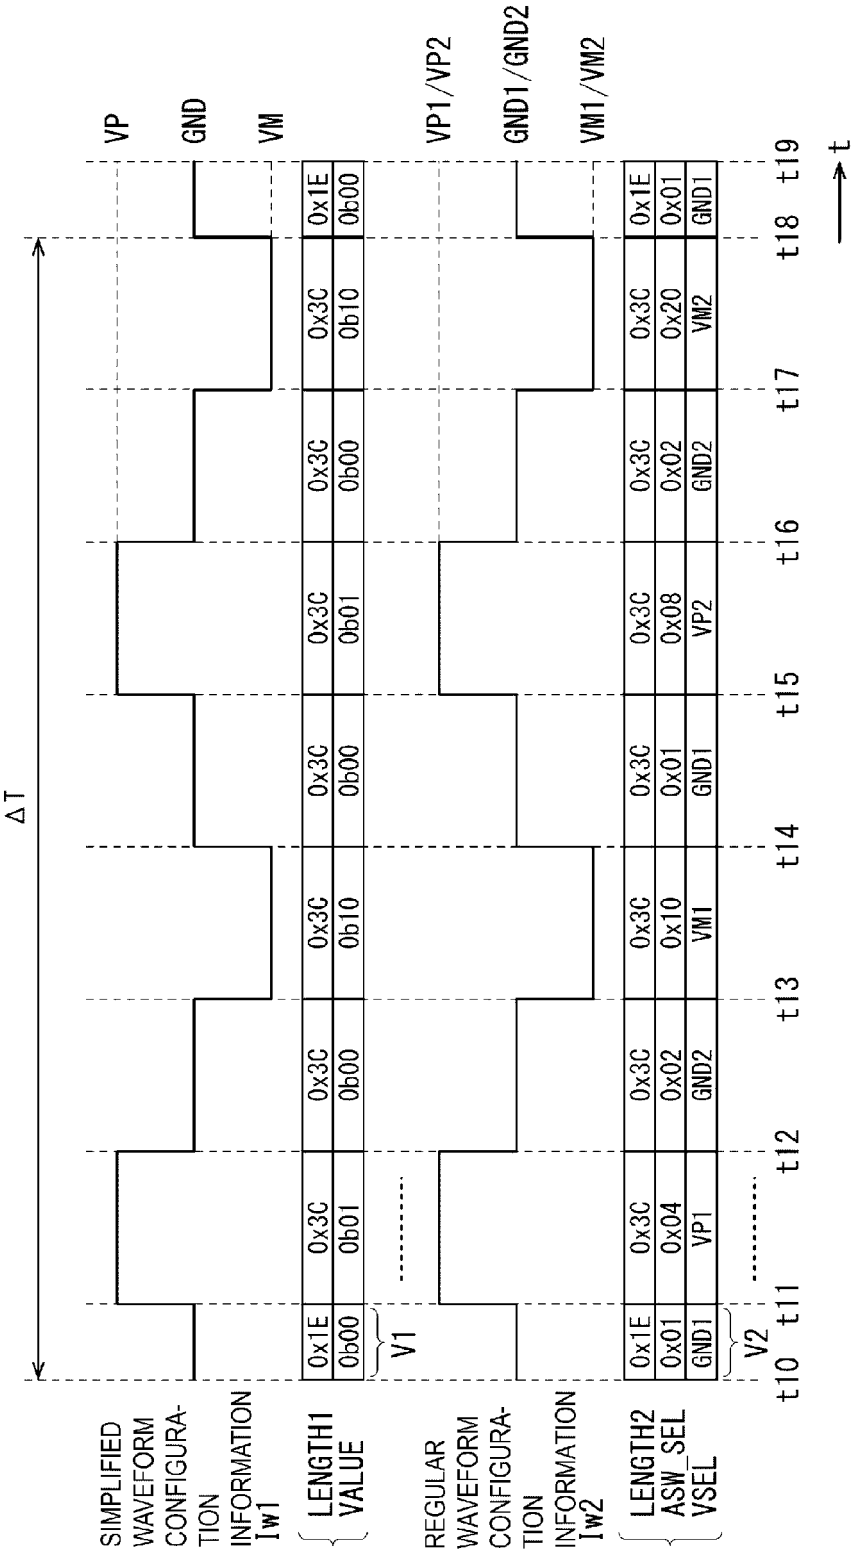 ΔT
SIMPLIFIED
WAVEFORM
CONFIGURA-
TION
INFORMATION
Iw1
VP
GND
VM
LENGTH1 0x1E 0x3C 0x3C 0x3C 0x3C 0x3C 0x3C 0x3C 0x1E
VALUE 0b00 0b01 0b00 0b10 0b00 0b01 0b00 0b10 0b00
V1
REGULAR
WAVEFORM
CONFIGURA-
TION
INFORMATION
Iw2
VP1/VP2
GND1/GND2
VM1/VM2
LENGTH2 0x1E 0x3C 0x3C 0x3C 0x3C 0x3C 0x3C 0x3C 0x1E
ASW_SEL 0x01 0x04 0x02 0x10 0x01 0x08 0x02 0x20 0x01
VSEL GND1 VP1 GND2 VM1 GND1 VP2 GND2 VM2 GND1
V2
t10 t11 t12 t13 t14 t15 t16 t17 t18 t19
t